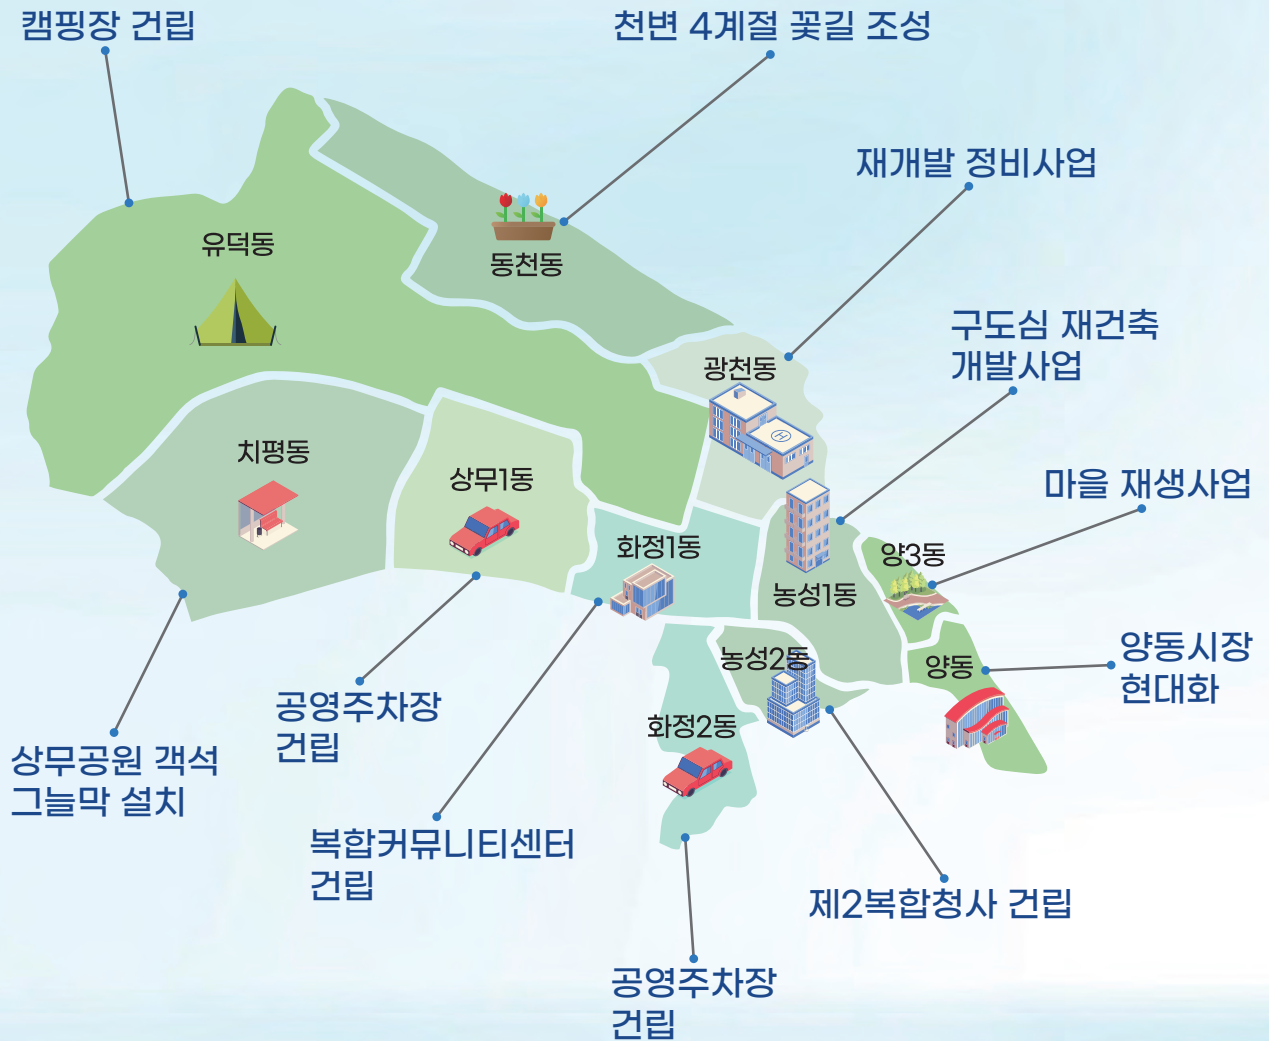 캠핑장 건립
천변 4계절 꽃길 조성
재개발 정비사업
유덕동
동천동
구도심 재건축
개발사업
광천동
치평동
상무1동
마을 재생사업
화정1동
양3동
농성1동
농성2동
양동
양동시장
현대화
공영주차장
건립
화정2동
상무공원 객석
그늘막 설치
복합커뮤니티센터
건립
제2복합청사 건립
공영주차장
건립